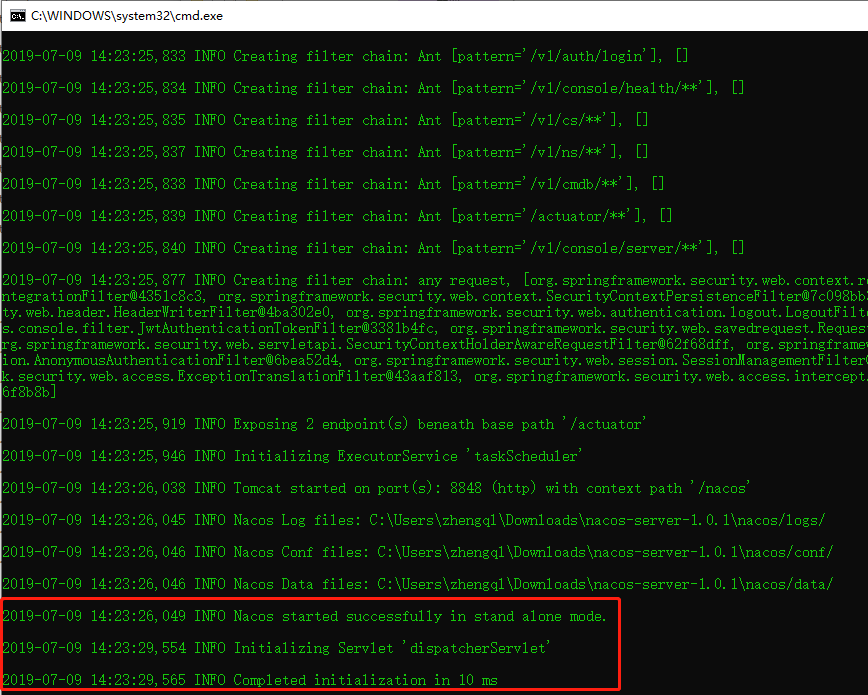 C:\WINDOWS\system32\cmd.exe
2019-07-09 14:23:25,833 INFO Creating filter chain: Ant [pattern='/v1/auth/login'], []
2019-07-09 14:23:25,834 INFO Creating filter chain: Ant [pattern='/v1/console/health/**'], []
2019-07-09 14:23:25,835 INFO Creating filter chain: Ant [pattern='/v1/cs/**'], []
2019-07-09 14:23:25,837 INFO Creating filter chain: Ant [pattern='/v1/ns/**'], []
2019-07-09 14:23:25,838 INFO Creating filter chain: Ant [pattern='/v1/cmdb/**'], []
2019-07-09 14:23:25,839 INFO Creating filter chain: Ant [pattern='/actuator/**'], []
2019-07-09 14:23:25,840 INFO Creating filter chain: Ant [pattern='/v1/console/server/**'], []
2019-07-09 14:23:25,877 INFO Creating filter chain: any request, [org.springframework.security.web.context.re
ntegrationFilter@4351c8c3, org.springframework.security.web.context.SecurityContextPersistenceFilter@7c098bb3
ty.web.header.HeaderWriterFilter@4ba302e0, org.springframework.security.web.authentication.logout.LogoutFilte
s.console.filter.JwtAuthenticationTokenFilter@3381b4fc, org.springframework.security.web.savedrequest.Request
rg.springframework.security.web.servletapi.SecurityContextHolderAwareRequestFilter@62f68dff, org.springframew
ion.AnonymousAuthenticationFilter@6bea52d4, org.springframework.security.web.session.SessionManagementFilter@
k.security.web.access.ExceptionTranslationFilter@43aaf813, org.springframework.security.web.access.intercept.
6f8b8b]
2019-07-09 14:23:25,919 INFO Exposing 2 endpoint(s) beneath base path '/actuator'
2019-07-09 14:23:25,946 INFO Initializing ExecutorService 'taskScheduler'
2019-07-09 14:23:26,038 INFO Tomcat started on port(s): 8848 (http) with context path '/nacos'
2019-07-09 14:23:26,045 INFO Nacos Log files: C:\Users\zhengql\Downloads\nacos-server-1.0.1\nacos/logs/
2019-07-09 14:23:26,046 INFO Nacos Conf files: C:\Users\zhengql\Downloads\nacos-server-1.0.1\nacos/conf/
2019-07-09 14:23:26,046 INFO Nacos Data files: C:\Users\zhengql\Downloads\nacos-server-1.0.1\nacos/data/
2019-07-09 14:23:26,049 INFO Nacos started successfully in stand alone mode.
2019-07-09 14:23:29,554 INFO Initializing Servlet 'dispatcherServlet'
2019-07-09 14:23:29,565 INFO Completed initialization in 10 ms